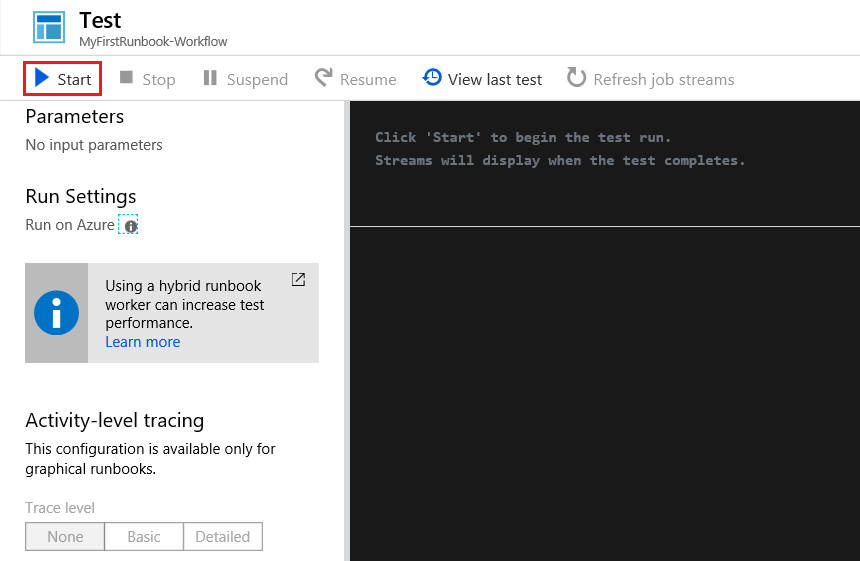 Test
MyFirstRunbook-Workflow
Start
Stop
Suspend
Resume
View last test
Refresh job streams
Parameters
No input parameters
Run Settings
Run on Azure
Using a hybrid runbook
worker can increase test
performance.
Learn more
Activity-level tracing
This configuration is available only for
graphical runbooks.
Trace level
None
Basic
Detailed
Click 'Start' to begin the test run.
Streams will display when the test completes.